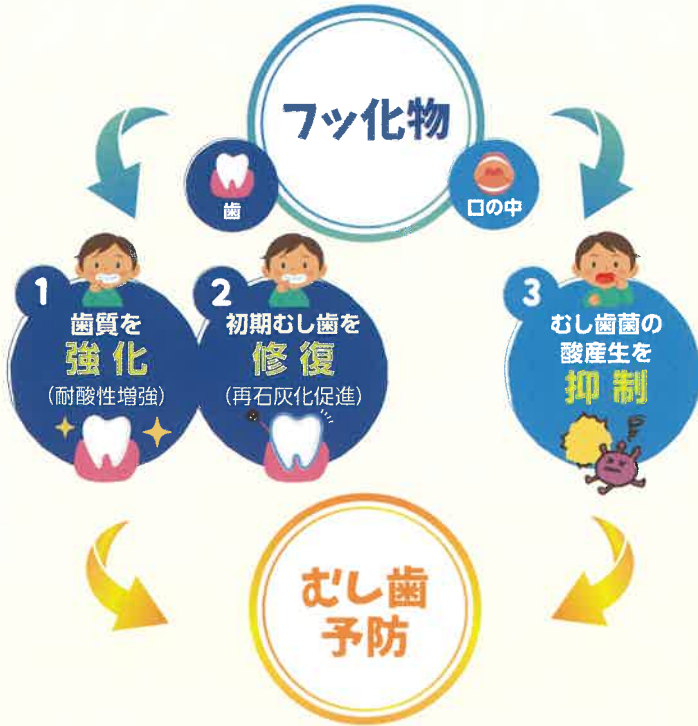 フッ化物
歯
口の中
1
歯質を
強化
(耐酸性増強)
2
初期むし歯を
修復
(再石灰化促進)
3
むし歯菌の
酸産生を
抑制
むし歯
予防